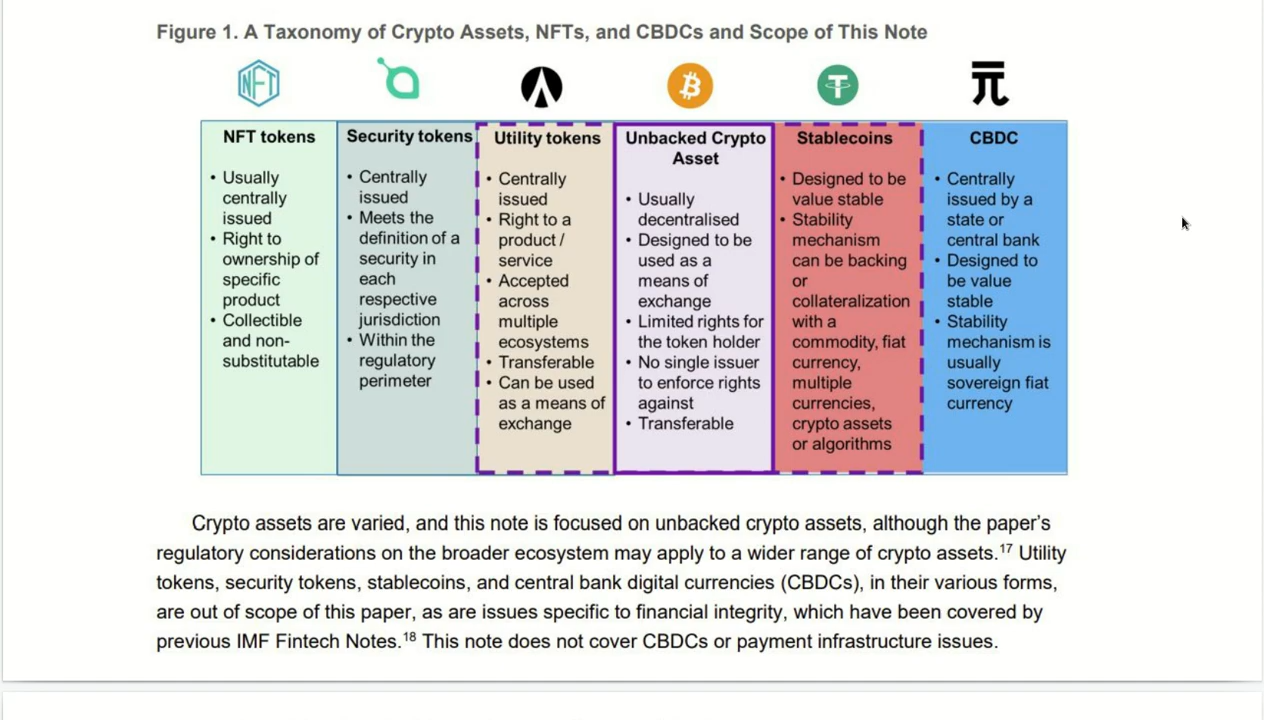 Figure 1. A Taxonomy of Crypto Assets, NFTs, and CBDCs and Scope of This Note
NFT
NFT tokens
• Usually
centrally
issued
• Right to
ownership of
specific
product
• Collectible
and non-
substitutable
Security tokens
• Centrally
issued
• Meets the
definition of a
security in
each
respective
jurisdiction
• Within the
regulatory
perimeter
Utility tokens
• Centrally
issued
• Right to a
product /
service
• Accepted
across
multiple
ecosystems
• Transferable
• Can be used
as a means of
exchange
Unbacked Crypto
Asset
• Usually
decentralised
• Designed to be
used as a
means of
exchange
• Limited rights for
the token holder
• No single issuer
to enforce rights
against
• Transferable
Stablecoins
• Designed to be
value stable
• Stability
mechanism
can be backing
or
collateralization
with a
commodity, fiat
currency,
multiple
currencies,
crypto assets
or algorithms
CBDC
• Centrally
issued by a
state or
central bank
• Designed to
be value
stable
• Stability
mechanism is
usually
sovereign fiat
currency
Crypto assets are varied, and this note is focused on unbacked crypto assets, although the paper's
regulatory considerations on the broader ecosystem may apply to a wider range of crypto assets.¹⁷ Utility
tokens, security tokens, stablecoins, and central bank digital currencies (CBDCs), in their various forms,
are out of scope of this paper, as are issues specific to financial integrity, which have been covered by
previous IMF Fintech Notes.¹⁸ This note does not cover CBDCs or payment infrastructure issues.